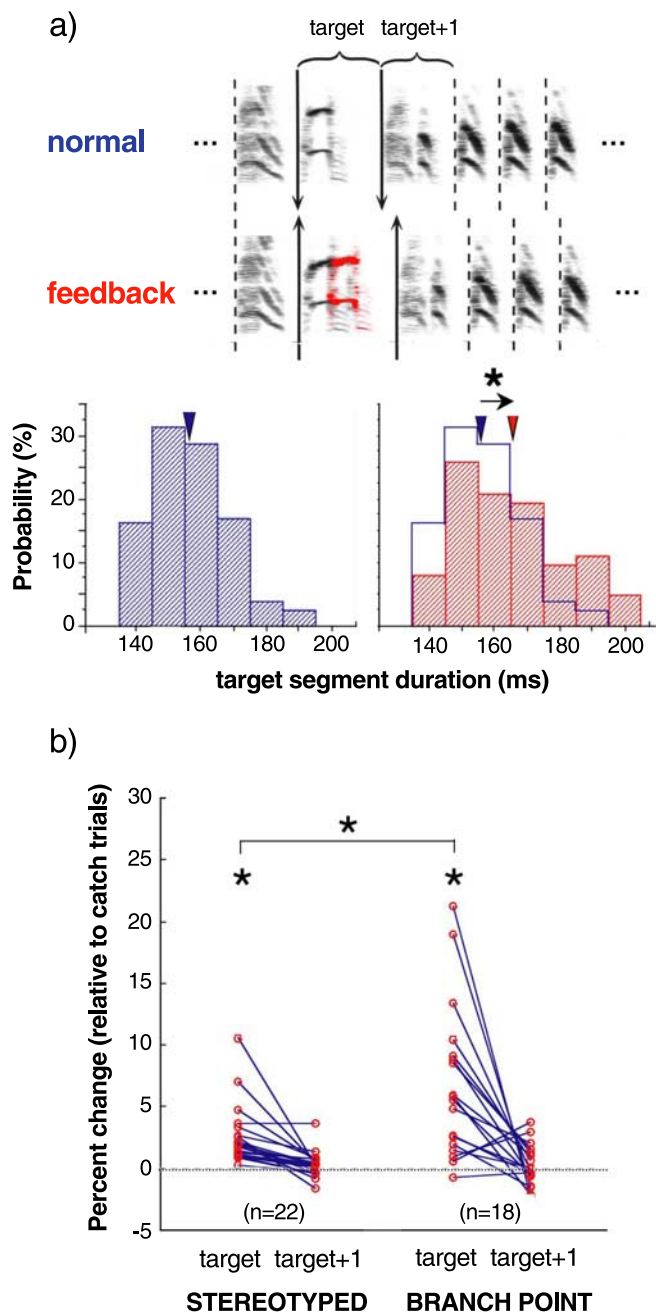 a)
target target+1
normal ... ...
feedback ... ...
*
Probability (%)
30
20
10
0
140 160 180 200 140 160 180 200
target segment duration (ms)
b)
Percent change (relative to catch trials)
30
25
20
15
10
5
0
-5
*
* *
(n=22) (n=18)
target target+1 target target+1
STEREOTYPED BRANCH POINT